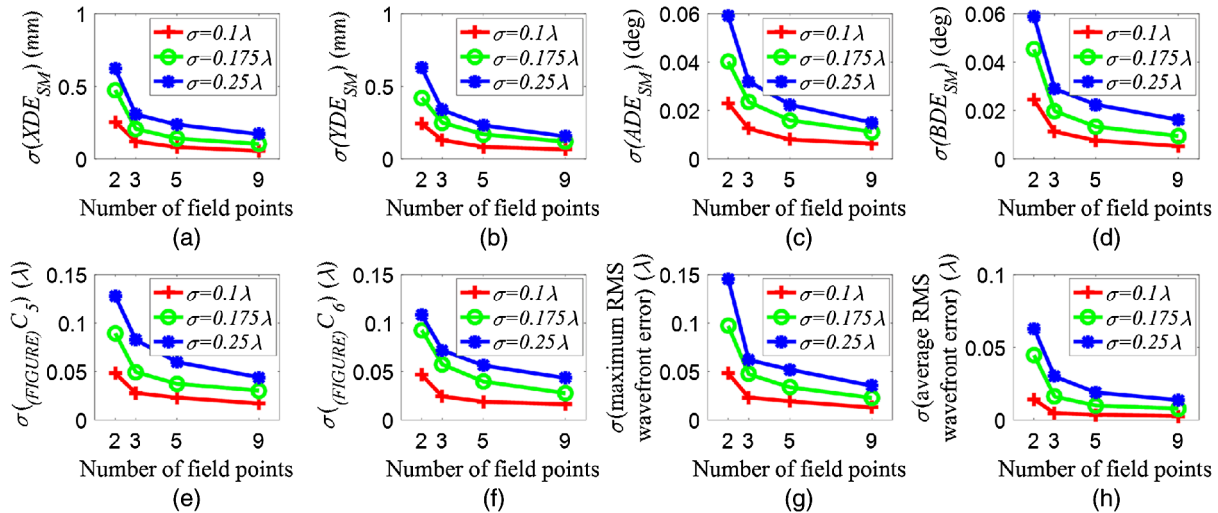 σ(XDE_SM) (mm)
1
0.5
0
σ=0.1λ
σ=0.175λ
σ=0.25λ
2 3 5 9
Number of field points
(a)
σ(YDE_SM) (mm)
1
0.5
0
σ=0.1λ
σ=0.175λ
σ=0.25λ
2 3 5 9
Number of field points
(b)
σ(ADE_SM) (deg)
0.06
0.04
0.02
0
σ=0.1λ
σ=0.175λ
σ=0.25λ
2 3 5 9
Number of field points
(c)
σ(BDE_SM) (deg)
0.06
0.04
0.02
0
σ=0.1λ
σ=0.175λ
σ=0.25λ
2 3 5 9
Number of field points
(d)
σ((FIGURE) C5) (λ)
0.15
0.1
0.05
0
σ=0.1λ
σ=0.175λ
σ=0.25λ
2 3 5 9
Number of field points
(e)
σ((FIGURE) C6) (λ)
0.15
0.1
0.05
0
σ=0.1λ
σ=0.175λ
σ=0.25λ
2 3 5 9
Number of field points
(f)
σ(maximum RMS
wavefront error) (λ)
0.15
0.1
0.05
0
σ=0.1λ
σ=0.175λ
σ=0.25λ
2 3 5 9
Number of field points
(g)
σ(average RMS
wavefront error) (λ)
0.1
0.05
0
σ=0.1λ
σ=0.175λ
σ=0.25λ
2 3 5 9
Number of field points
(h)